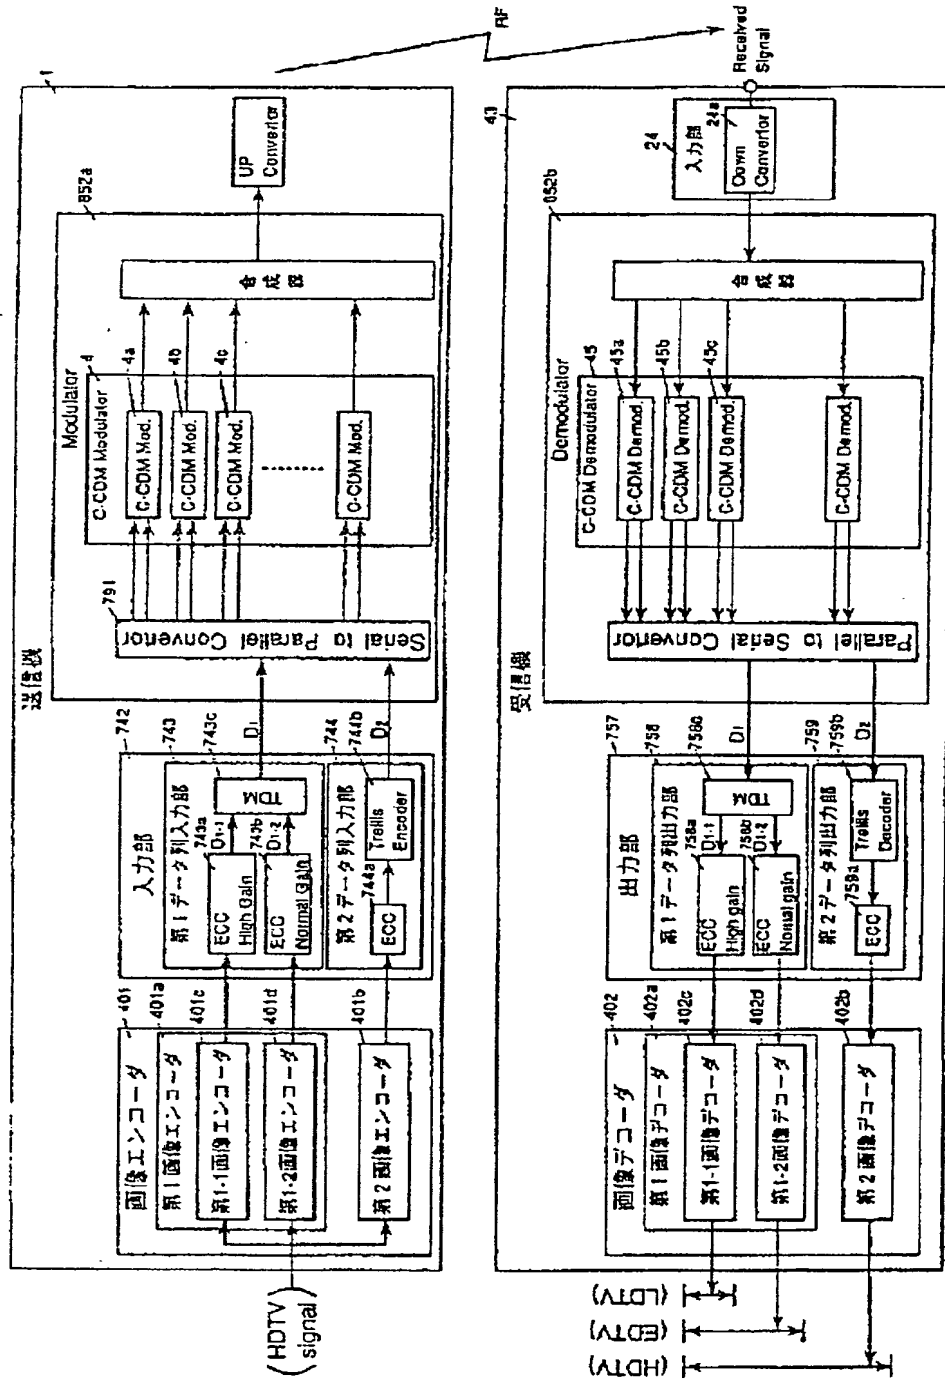 送信機
1
(HDTV signal)
画像エンコーダ
401
第1画像エンコーダ
401a
第1-1画像エンコーダ
401c
第1-2画像エンコーダ
401d
第2画像エンコーダ
401b
入力部
742
第1データ列入力部
743
ECC
High Gain
743a
D1-1
ECC
Normal Gain
743b
D1-2
TDM
743c
第2データ列入力部
744
ECC
744a
Trellis
Encoder
744b
D1
D2
Modulator
852a
Serial to Parallel Convertor
791
C-CDM Modulator
4
C-CDM Mod.
4a
C-CDM Mod.
4b
C-CDM Mod.
4c
C-CDM Mod.
合成器
UP
Convertor
RF
受信機
43
Received
Signal
入力部
24
Down
Convertor
24a
Demodulator
852b
合成器
C-CDM Demodulator
45
C-CDM Demod.
45a
C-CDM Demod.
45b
C-CDM Demod.
45c
C-CDM Demod.
Parallel to Serial Convertor
D1
D2
出力部
757
第1データ列出力部
758
TDM
758c
ECC
High gain
758a
D1-1
ECC
Normal gain
758b
D1-2
第2データ列出力部
759
Trellis
Decoder
759b
ECC
759a
画像デコーダ
402
第1画像デコーダ
402a
第1-1画像デコーダ
402c
第1-2画像デコーダ
402d
第2画像デコーダ
402b
(LDTV)
(EDTV)
(HDTV)